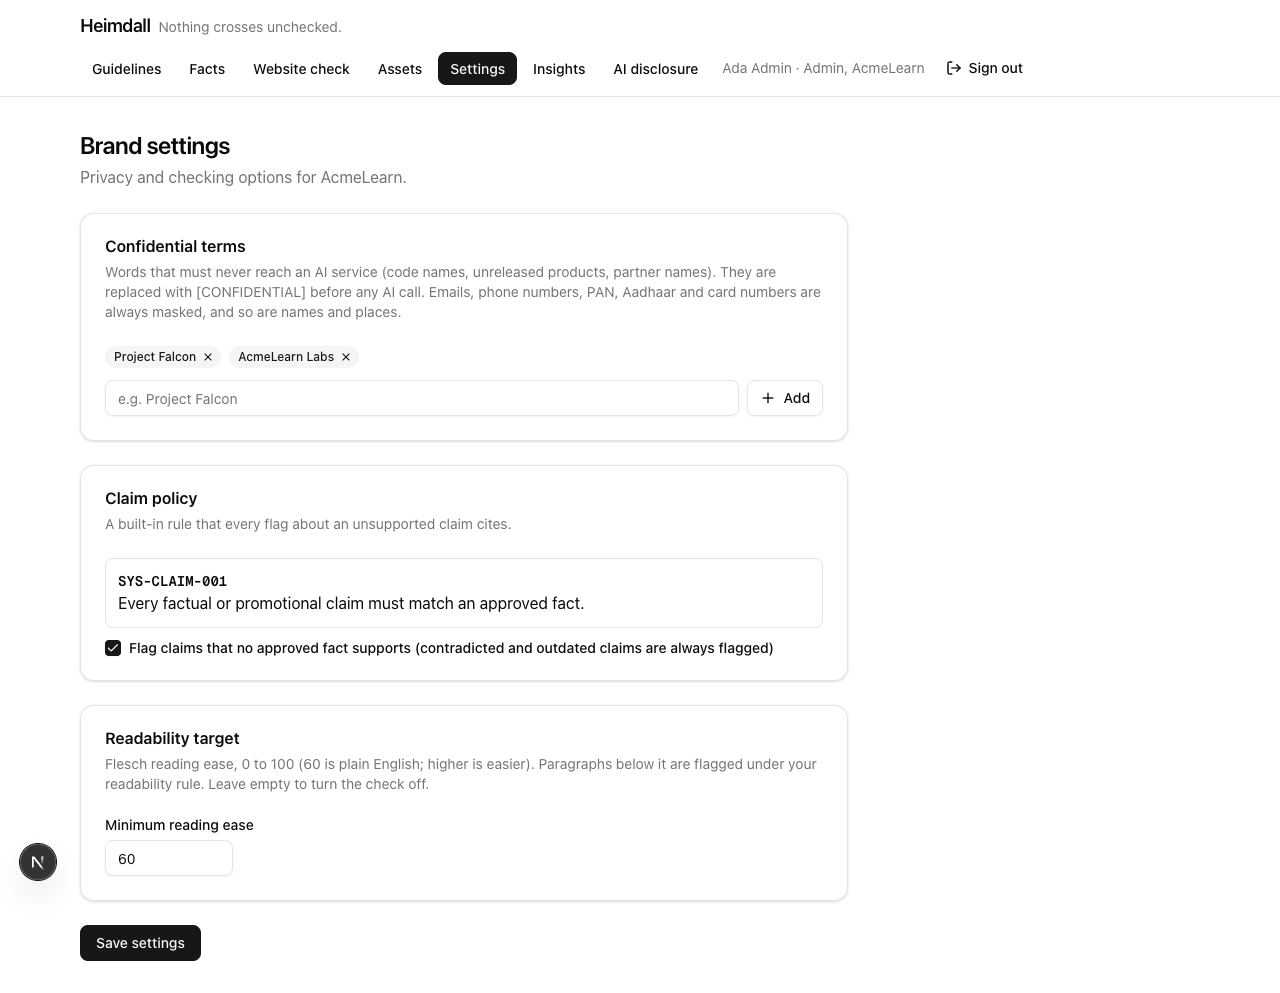 Heimdall Nothing crosses unchecked.
Guidelines Facts Website check Assets Settings Insights AI disclosure Ada Admin · Admin, AcmeLearn Sign out
Brand settings
Privacy and checking options for AcmeLearn.
Confidential terms
Words that must never reach an AI service (code names, unreleased products, partner names). They are
replaced with [CONFIDENTIAL] before any AI call. Emails, phone numbers, PAN, Aadhaar and card numbers are
always masked, and so are names and places.
Project Falcon × AcmeLearn Labs ×
e.g. Project Falcon + Add
Claim policy
A built-in rule that every flag about an unsupported claim cites.
SYS-CLAIM-001
Every factual or promotional claim must match an approved fact.
Flag claims that no approved fact supports (contradicted and outdated claims are always flagged)
Readability target
Flesch reading ease, 0 to 100 (60 is plain English; higher is easier). Paragraphs below it are flagged under your
readability rule. Leave empty to turn the check off.
Minimum reading ease
60
N
Save settings